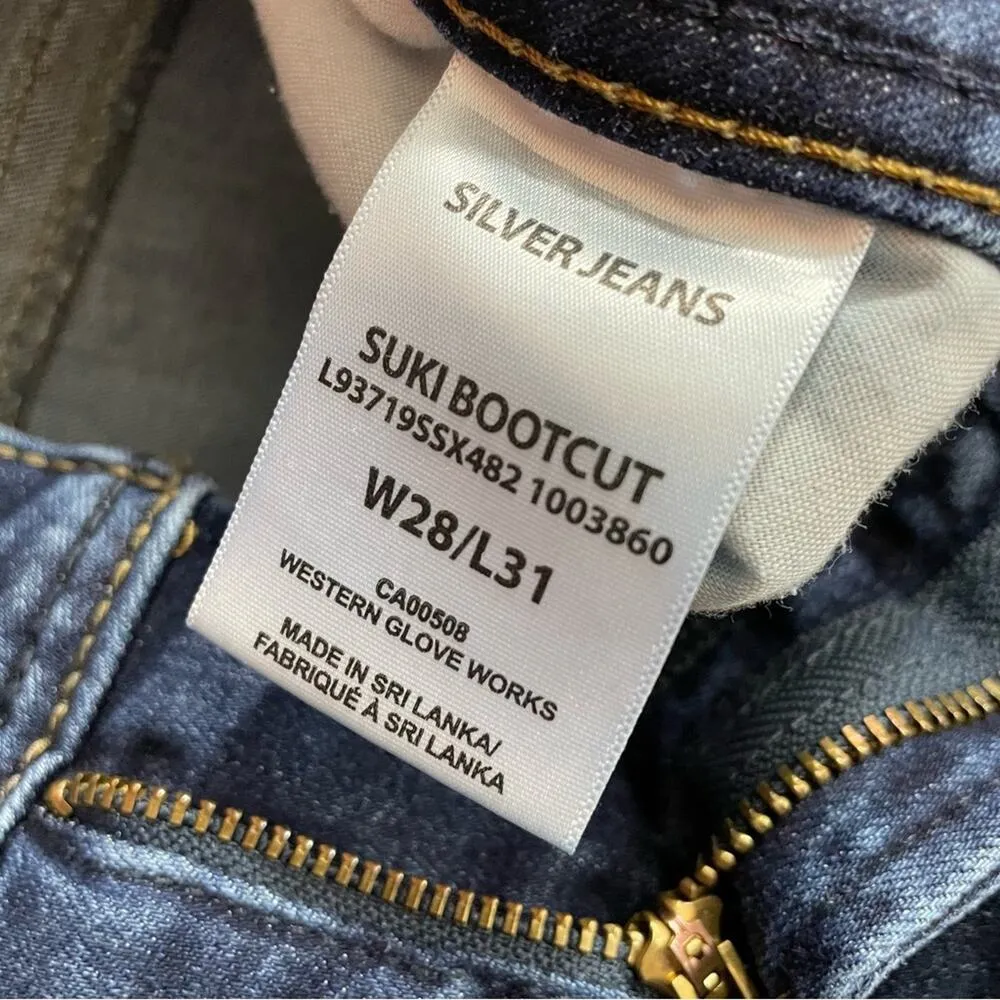 SILVER JEANS
SUKI BOOTCUT
L93719SSX482 1003860
W28/L31
CA00508
WESTERN GLOVE WORKS
MADE IN SRI LANKA/
FABRIQUÉ À SRI LANKA